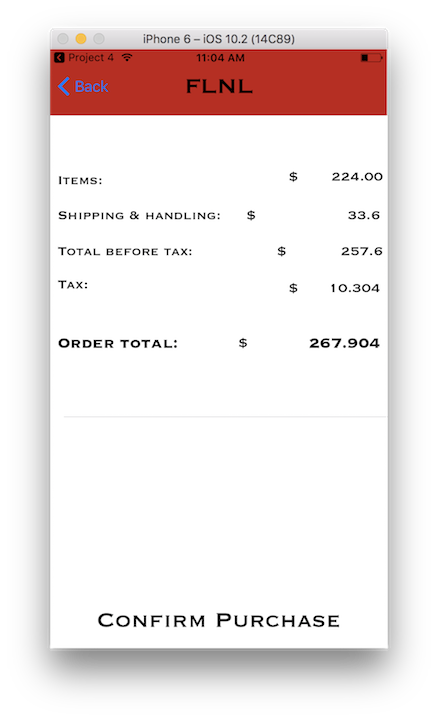 iPhone 6 – iOS 10.2 (14C89)
Project 4 11:04 AM
Back FLNL
Items: $ 224.00
Shipping & handling: $ 33.6
Total before tax: $ 257.6
Tax: $ 10.304
Order total: $ 267.904
Confirm Purchase